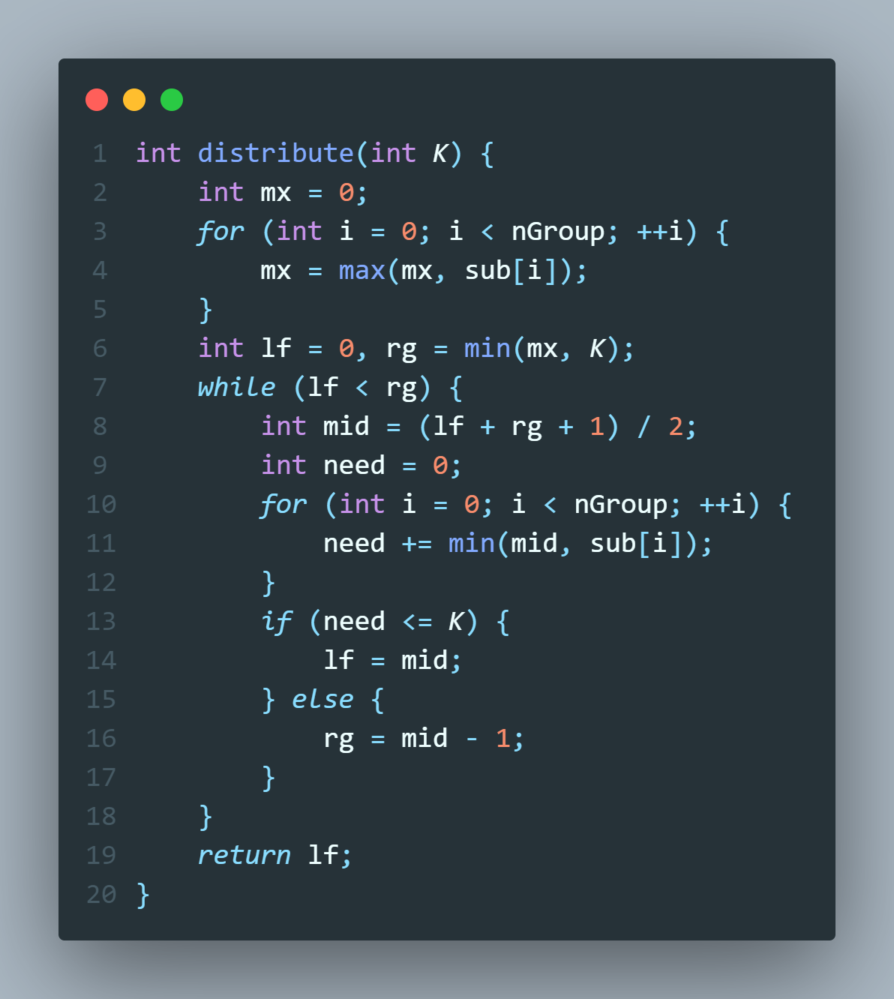 1 int distribute(int K) {
2     int mx = 0;
3     for (int i = 0; i < nGroup; ++i) {
4         mx = max(mx, sub[i]);
5     }
6     int lf = 0, rg = min(mx, K);
7     while (lf < rg) {
8         int mid = (lf + rg + 1) / 2;
9         int need = 0;
10         for (int i = 0; i < nGroup; ++i) {
11             need += min(mid, sub[i]);
12         }
13         if (need <= K) {
14             lf = mid;
15         } else {
16             rg = mid - 1;
17         }
18     }
19     return lf;
20 }